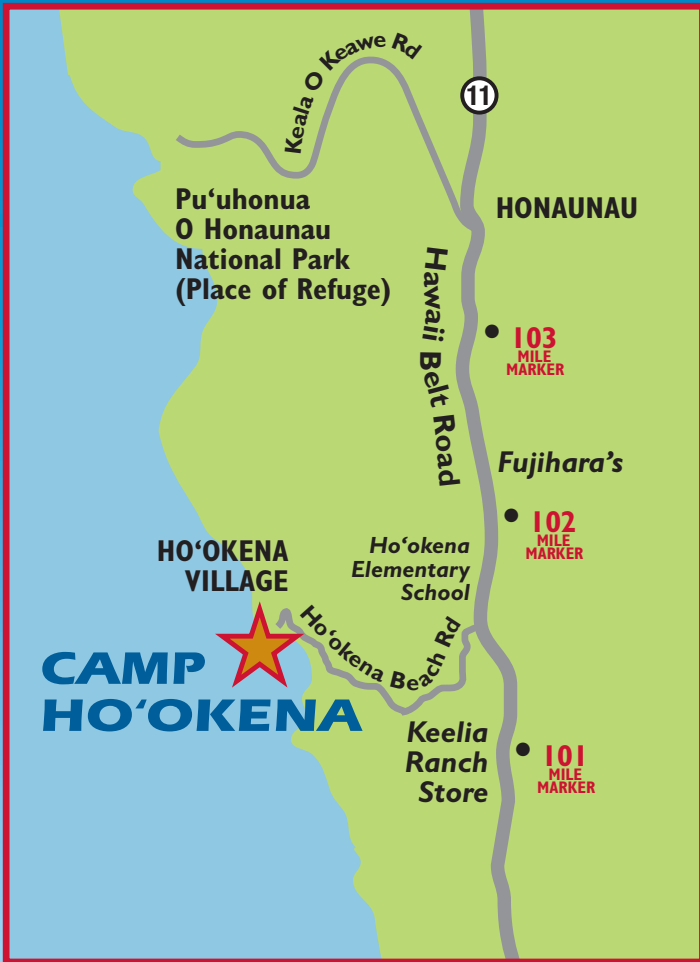 Keala O Keawe Rd
11
Pu‘uhonua
O Honaunau
National Park
(Place of Refuge)
HONAUNAU
Hawaii Belt Road
103
MILE
MARKER
Fujihara’s
102
MILE
MARKER
HO‘OKENA
VILLAGE
Ho‘okena
Elementary
School
Ho‘okena Beach Rd
CAMP
HO‘OKENA
Keelia
Ranch
Store
101
MILE
MARKER